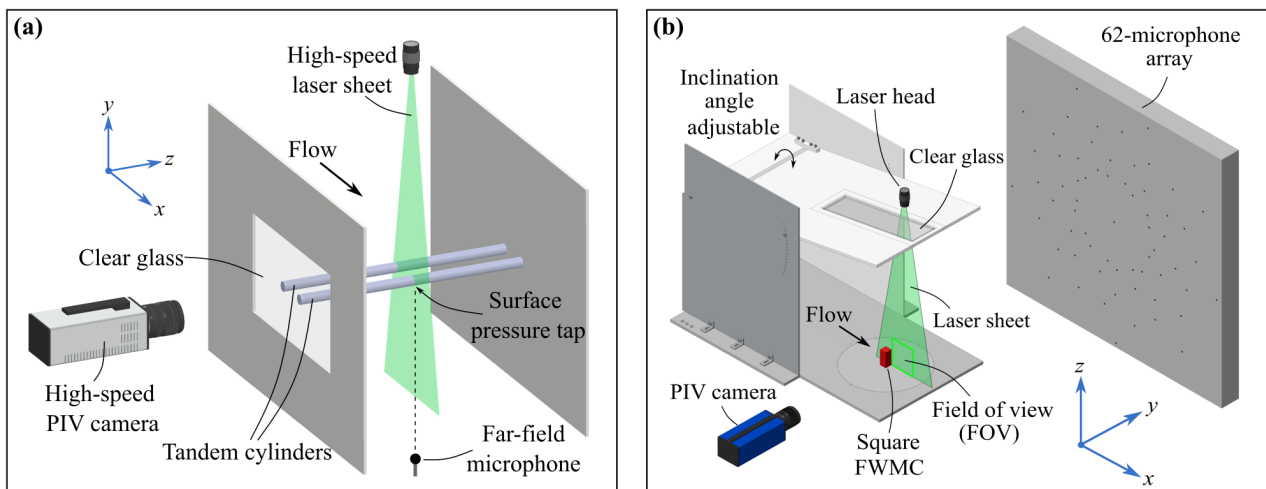 (a)
High-speed
laser sheet
y
z
x
Flow
Clear glass
Surface
pressure tap
High-speed
PIV camera
Tandem cylinders
Far-field
microphone
(b)
62-microphone
array
Inclination
angle
adjustable
Laser head
Clear glass
Flow
Laser sheet
PIV camera
Square
FWMC
Field of view
(FOV)
z
y
x